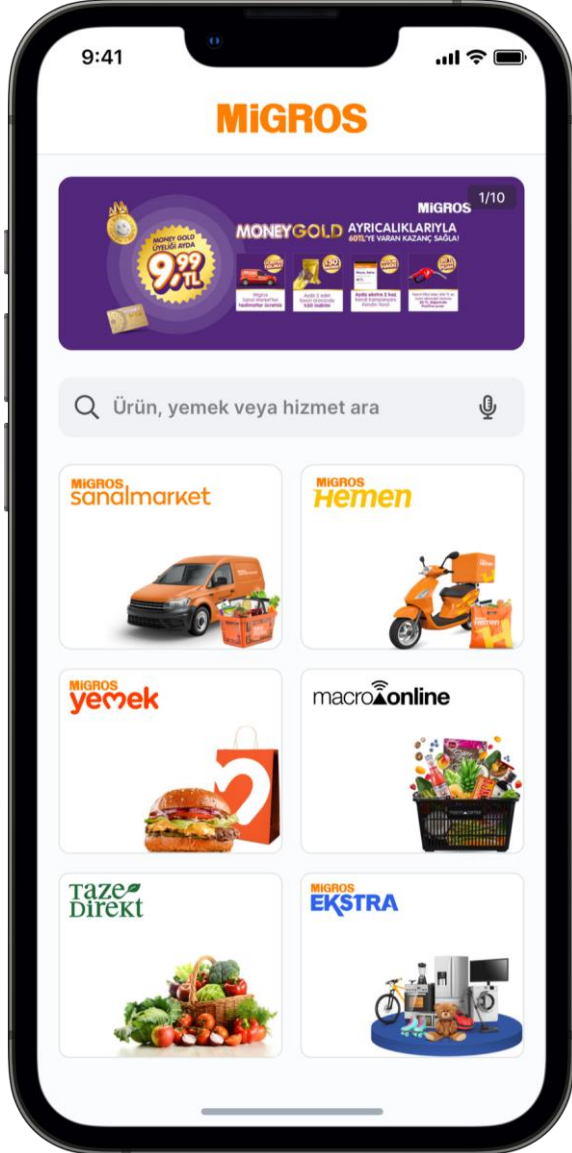 9:41
MiGROS
MiGROS
1/10
MONEY GOLD
ÜYELİĞİ AYDA
9,99
TL
MONEYGOLD AYRICALIKLARIYLA
60TL'YE VARAN KAZANÇ SAĞLA!
Ürün, yemek veya hizmet ara
MiGROS
sanalmarket
MiGROS
Hemen
MiGROS
yemek
macroonline
Taze
Direkt
MiGROS
EKSTRA